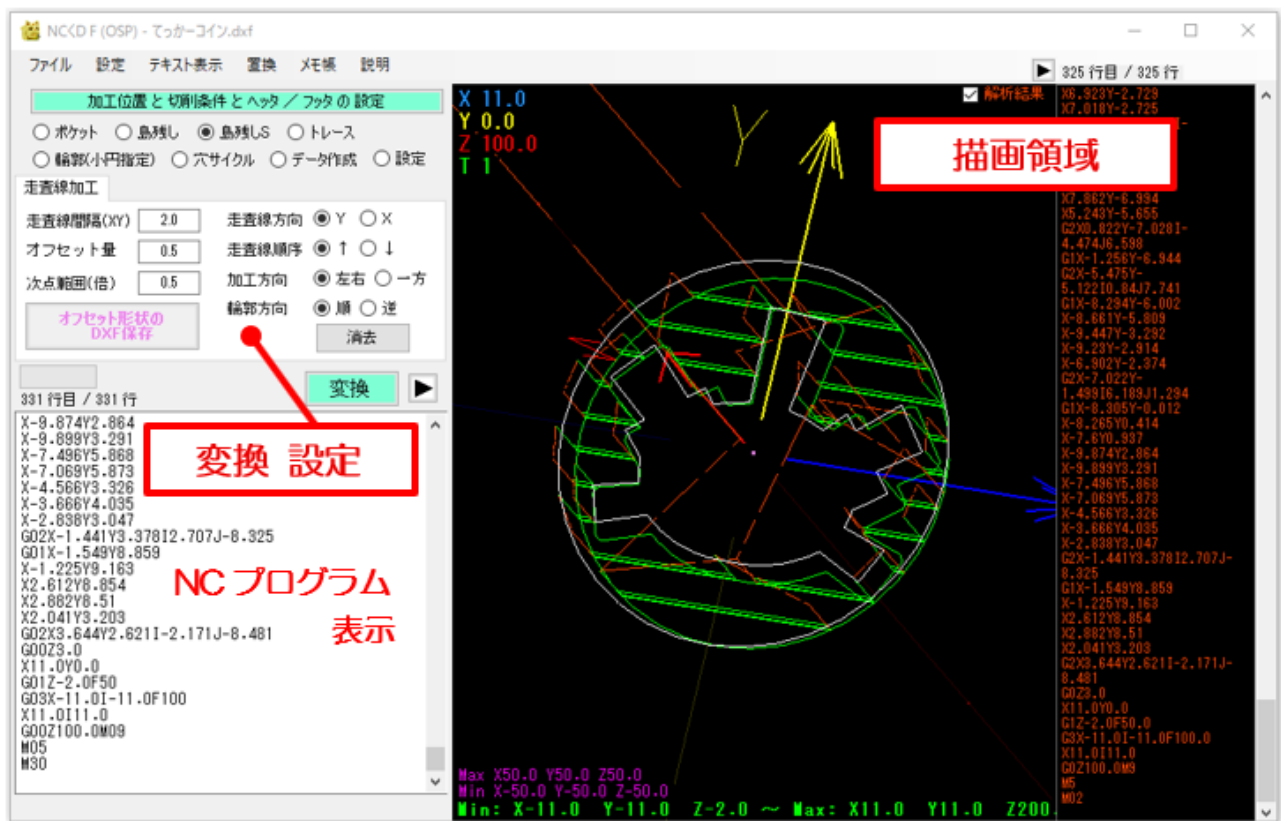 NCくD F (OSP) - てっかーコイン.dxf
ファイル 設定 テキスト表示 置換 メモ帳 説明
加工位置 と 切削条件 と ヘッタ ／ フッタ の 設定
ポケット 島残し 島残しS トレース
輪郭(小円指定) 穴サイクル データ作成 設定
走査線加工
走査線間隔(XY) 2.0 走査線方向 Y X
オフセット量 0.5 走査線順序 ↑ ↓
次点範囲(倍) 0.5 加工方向 左右 一方
輪郭方向 順 逆
オフセット形状の
DXF保存
消去
変換
331 行目 / 331 行
X-9.874Y2.864
X-9.899Y3.291
X-7.496Y5.868
X-7.069Y5.873
X-4.566Y3.326
X-3.666Y4.035
X-2.838Y3.047
G02X-1.441Y3.378I2.707J-8.325
G01X-1.549Y8.859
X-1.225Y9.163
X2.612Y8.854
X2.882Y8.51
X2.041Y3.203
G02X3.644Y2.621I-2.171J-8.481
G00Z3.0
X11.0Y0.0
G01Z-2.0F50
G03X-11.0I-11.0F100
X11.0I11.0
G00Z100.0M09
M05
M30
変換 設定
NC プログラム
表示
X 11.0
Y 0.0
Z 100.0
T 1
解析結果
描画領域
Y
Max X50.0 Y50.0 Z50.0
Min X-50.0 Y-50.0 Z-50.0
Min: X-11.0 Y-11.0 Z-2.0 ～ Max: X11.0 Y11.0 Z200.
325 行目 / 325 行
X6.923Y-2.729
X7.018Y-2.725
X7.862Y-6.994
X5.243Y-5.655
G2X0.822Y-7.028I-
4.474J6.598
G1X-1.256Y-6.944
G2X-5.475Y-
5.122I0.84J7.741
G1X-8.294Y-6.002
X-8.661Y-5.809
X-9.447Y-3.292
X-9.23Y-2.914
X-6.902Y-2.374
G2X-7.022Y-
1.499I6.189J1.294
G1X-8.305Y-0.012
X-8.265Y0.414
X-7.6Y0.937
X-9.874Y2.864
X-9.899Y3.291
X-7.496Y5.868
X-7.069Y5.873
X-4.566Y3.326
X-3.666Y4.035
X-2.838Y3.047
G2X-1.441Y3.378I2.707J-
8.325
G1X-1.549Y8.859
X-1.225Y9.163
X2.612Y8.854
X2.882Y8.51
X2.041Y3.203
G2X3.644Y2.621I-2.171J-
8.481
G0Z3.0
X11.0Y0.0
G1Z-2.0F50.0
G3X-11.0I-11.0F100.0
X11.0I11.0
G0Z100.0M9
M5
M02